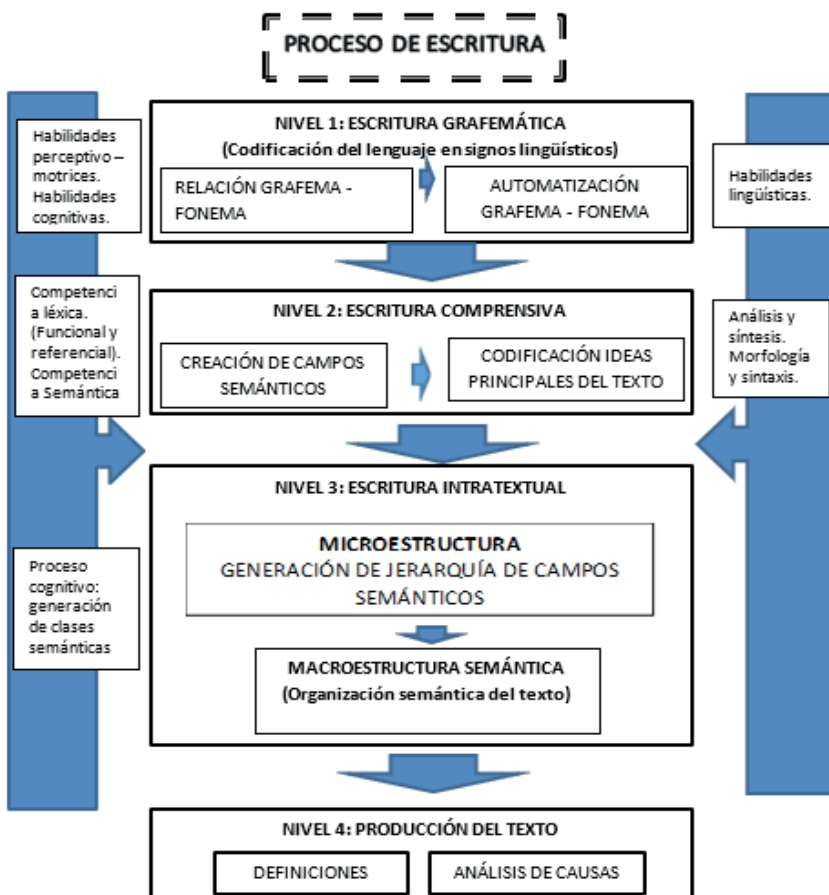 PROCESO DE ESCRITURA
NIVEL 1: ESCRITURA GRAFEMÁTICA
(Codificación del lenguaje en signos lingüísticos)
Habilidades
perceptivo –
motrices.
Habilidades
cognitivas.
RELACIÓN GRAFEMA -
FONEMA
AUTOMATIZACIÓN
GRAFEMA - FONEMA
Habilidades
lingüísticas.
NIVEL 2: ESCRITURA COMPRENSIVA
Competenci
a léxica.
(Funcional y
referencial).
Competenci
a Semántica
CREACIÓN DE CAMPOS
SEMÁNTICOS
CODIFICACIÓN IDEAS
PRINCIPALES DEL TEXTO
Análisis y
síntesis.
Morfología
y sintaxis.
NIVEL 3: ESCRITURA INTRATEXTUAL
MICROESTRUCTURA
GENERACIÓN DE JERARQUÍA DE CAMPOS
SEMÁNTICOS
Proceso
cognitivo:
generación
de clases
semánticas
MACROESTRUCTURA SEMÁNTICA
(Organización semántica del texto)
NIVEL 4: PRODUCCIÓN DEL TEXTO
DEFINICIONES
ANÁLISIS DE CAUSAS